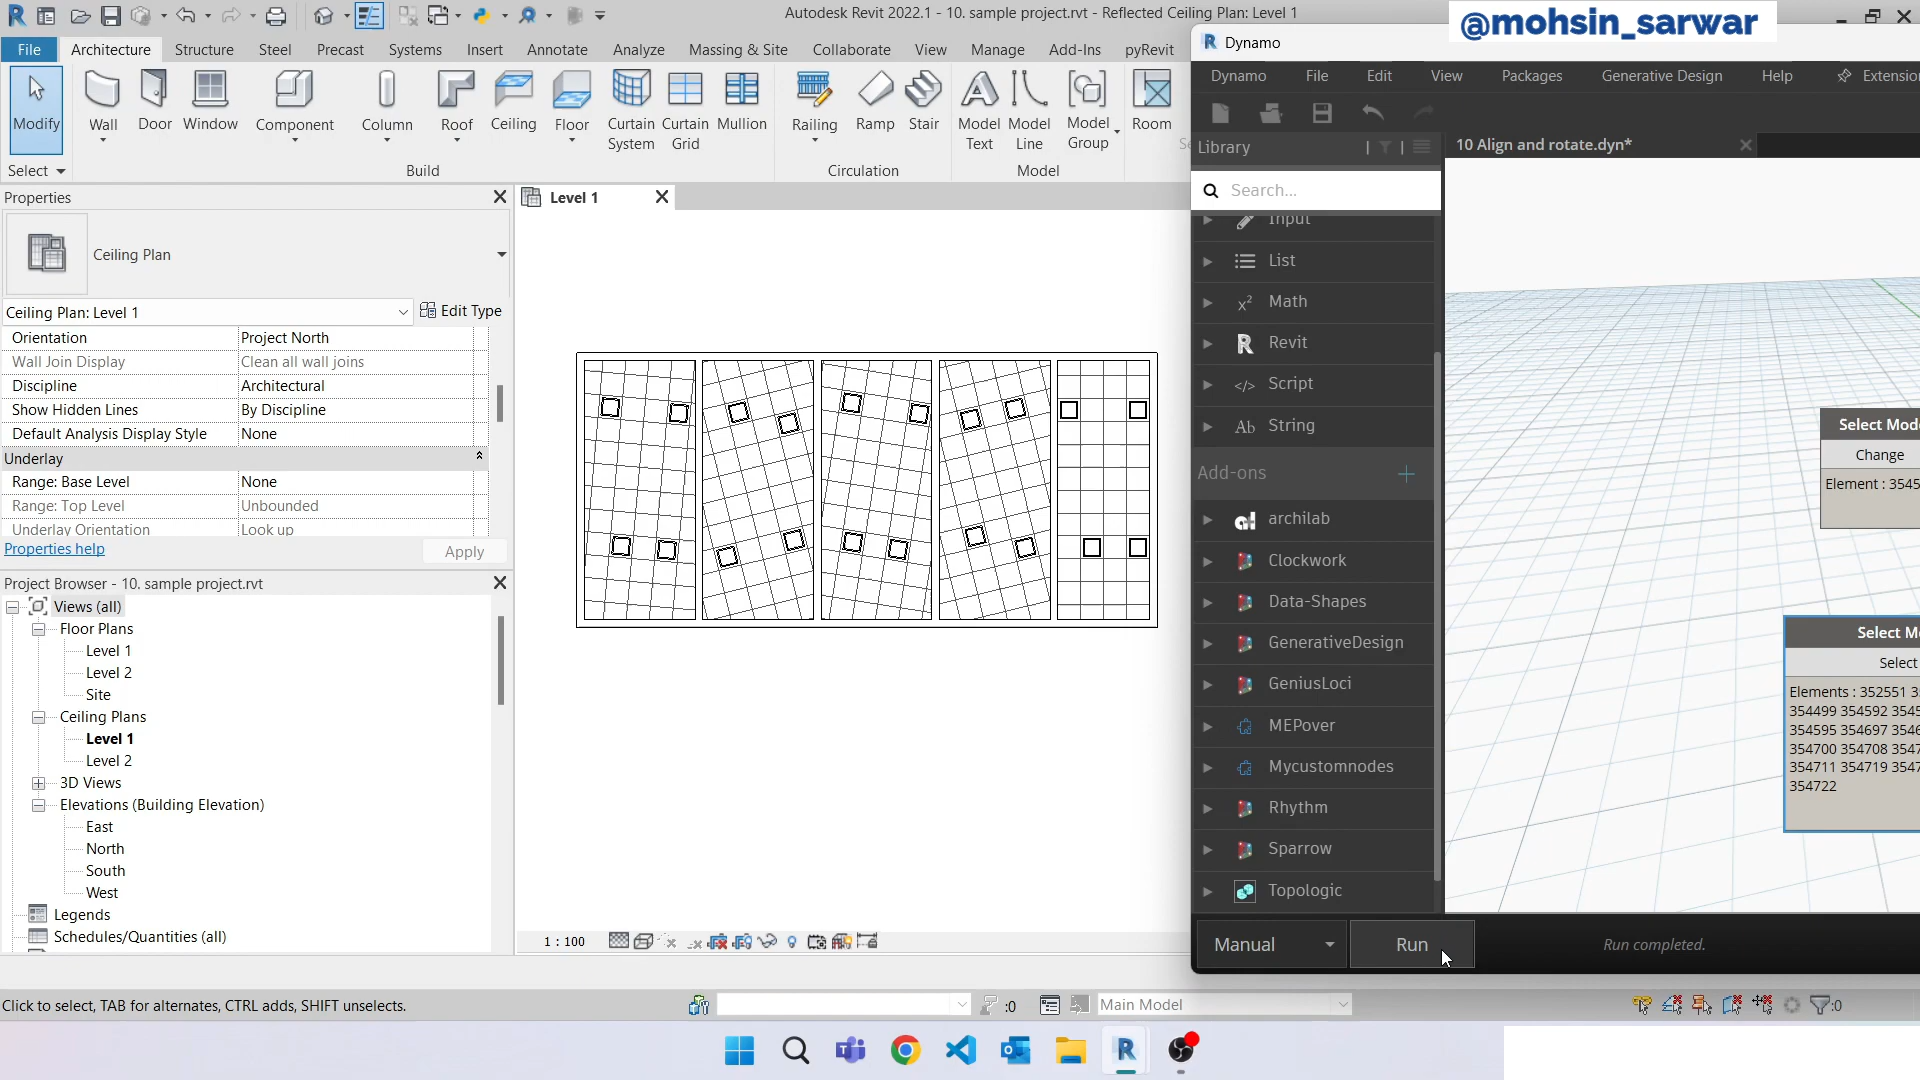 Autodesk Revit 2022.1 - 10. sample project.rvt - Reflected Ceiling Plan: Level 1
@mohsin_sarwar
File Architecture Structure Steel Precast Systems Insert Annotate Analyze Massing & Site Collaborate View Manage Add-Ins pyRevit
Modify
Wall
Door
Window
Component
Column
Roof
Ceiling
Floor
Curtain System
Curtain Grid
Mullion
Railing
Ramp
Stair
Model Text
Model Line
Model Group
Room
Select
Build
Circulation
Model
Properties
Ceiling Plan
Ceiling Plan: Level 1
Edit Type
Orientation Project North
Wall Join Display Clean all wall joins
Discipline Architectural
Show Hidden Lines By Discipline
Default Analysis Display Style None
Underlay
Range: Base Level None
Range: Top Level Unbounded
Underlay Orientation Look up
Properties help
Apply
Project Browser - 10. sample project.rvt
Views (all)
Floor Plans
Level 1
Level 2
Site
Ceiling Plans
Level 1
Level 2
3D Views
Elevations (Building Elevation)
East
North
South
West
Legends
Schedules/Quantities (all)
Level 1
1 : 100
Dynamo
Dynamo File Edit View Packages Generative Design Help Extensio
Library
10 Align and rotate.dyn*
Search...
Input
List
Math
Revit
Script
Ab String
Add-ons
archilab
Clockwork
Data-Shapes
GenerativeDesign
GeniusLoci
MEPover
Mycustomnodes
Rhythm
Sparrow
Topologic
Select Mod
Change
Element : 3545
Select M
Select
Elements : 352551 3
354499 354592 3545
354595 354697 3546
354700 354708 3547
354711 354719 3547
354722
Manual
Run
Run completed.
Click to select, TAB for alternates, CTRL adds, SHIFT unselects.
:0
Main Model
:0